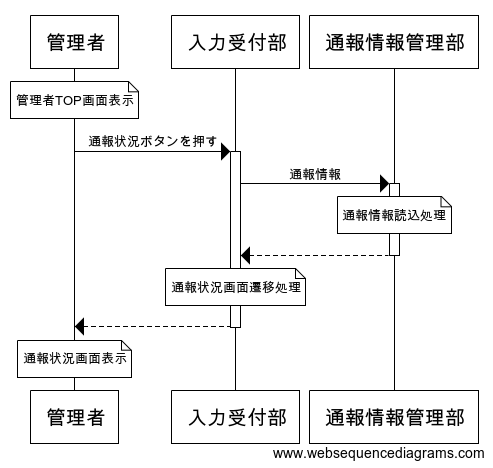 管理者 入力受付部 通報情報管理部
管理者TOP画面表示
通報状況ボタンを押す
通報情報
通報情報読込処理
通報状況画面遷移処理
通報状況画面表示
管理者 入力受付部 通報情報管理部
www.websequencediagrams.com